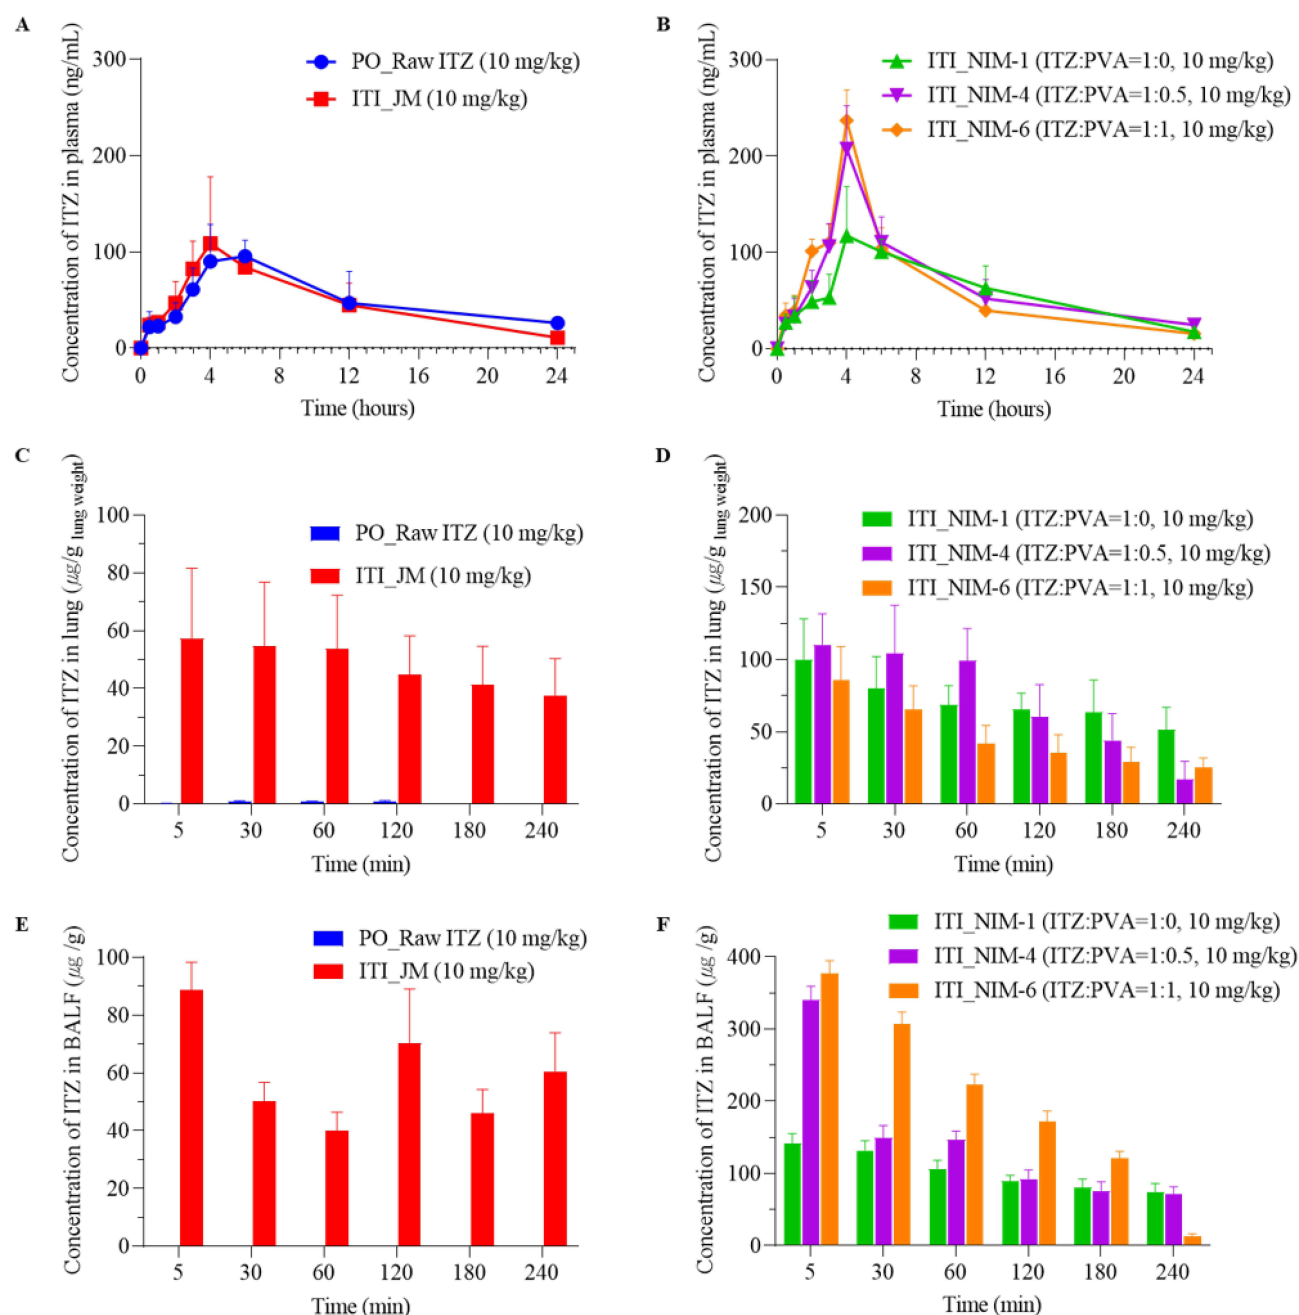 A
Concentration of ITZ in plasma (ng/mL)
300
200
100
0
PO_Raw ITZ (10 mg/kg)
ITI_JM (10 mg/kg)
0 4 8 12 16 20 24
Time (hours)
B
Concentration of ITZ in plasma (ng/mL)
300
200
100
0
ITI_NIM-1 (ITZ:PVA=1:0, 10 mg/kg)
ITI_NIM-4 (ITZ:PVA=1:0.5, 10 mg/kg)
ITI_NIM-6 (ITZ:PVA=1:1, 10 mg/kg)
0 4 8 12 16 20 24
Time (hours)
C
Concentration of ITZ in lung (μg/g lung weight)
100
80
60
40
20
0
PO_Raw ITZ (10 mg/kg)
ITI_JM (10 mg/kg)
5 30 60 120 180 240
Time (min)
D
Concentration of ITZ in lung (μg/g lung weight)
200
150
100
50
0
ITI_NIM-1 (ITZ:PVA=1:0, 10 mg/kg)
ITI_NIM-4 (ITZ:PVA=1:0.5, 10 mg/kg)
ITI_NIM-6 (ITZ:PVA=1:1, 10 mg/kg)
5 30 60 120 180 240
Time (min)
E
Concentration of ITZ in BALF (μg /g)
100
80
60
40
20
0
PO_Raw ITZ (10 mg/kg)
ITI_JM (10 mg/kg)
5 30 60 120 180 240
Time (min)
F
Concentration of ITZ in BALF (μg /g)
400
300
200
100
0
ITI_NIM-1 (ITZ:PVA=1:0, 10 mg/kg)
ITI_NIM-4 (ITZ:PVA=1:0.5, 10 mg/kg)
ITI_NIM-6 (ITZ:PVA=1:1, 10 mg/kg)
5 30 60 120 180 240
Time (min)